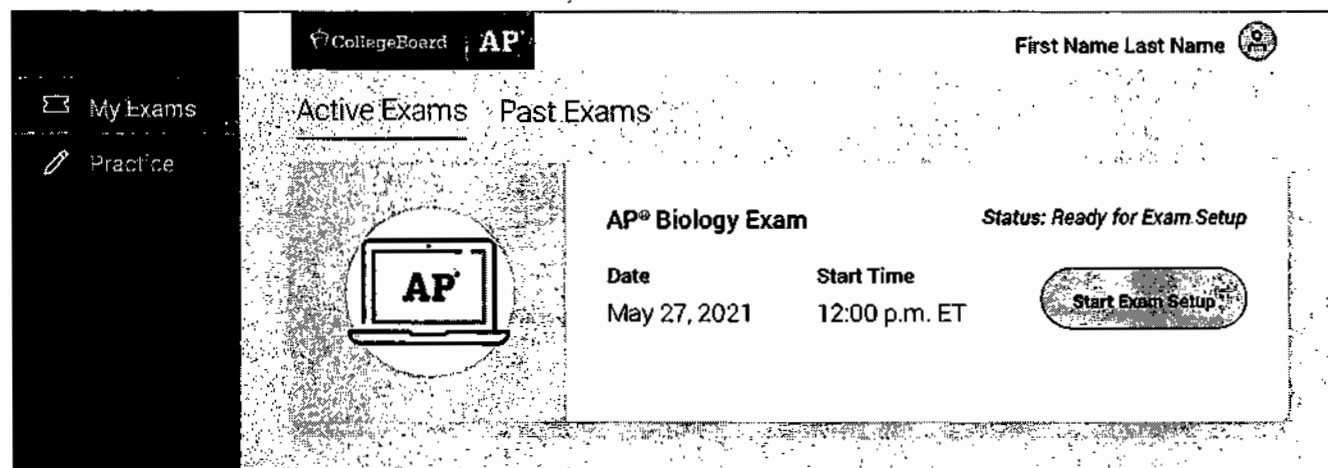 CollegeBoard AP
First Name Last Name
My Exams
Practice
Active Exams Past Exams
AP
AP® Biology Exam
Status: Ready for Exam Setup
Date
Start Time
May 27, 2021
12:00 p.m. ET
Start Exam Setup